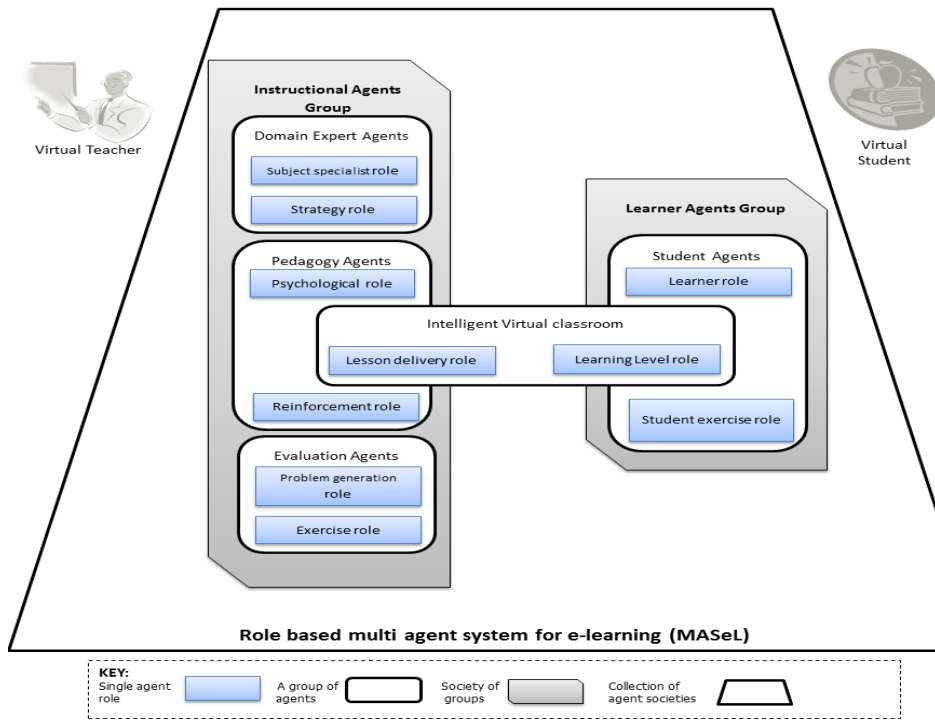 Virtual Teacher
Virtual
Student
Instructional Agents
Group
Domain Expert Agents
Subject specialist role
Strategy role
Pedagogy Agents
Psychological role
Intelligent Virtual classroom
Lesson delivery role
Learning Level role
Reinforcement role
Evaluation Agents
Problem generation
role
Exercise role
Learner Agents Group
Student Agents
Learner role
Student exercise role
Role based multi agent system for e-learning (MASeL)
KEY:
Single agent
role
A group of
agents
Society of
groups
Collection of
agent societies